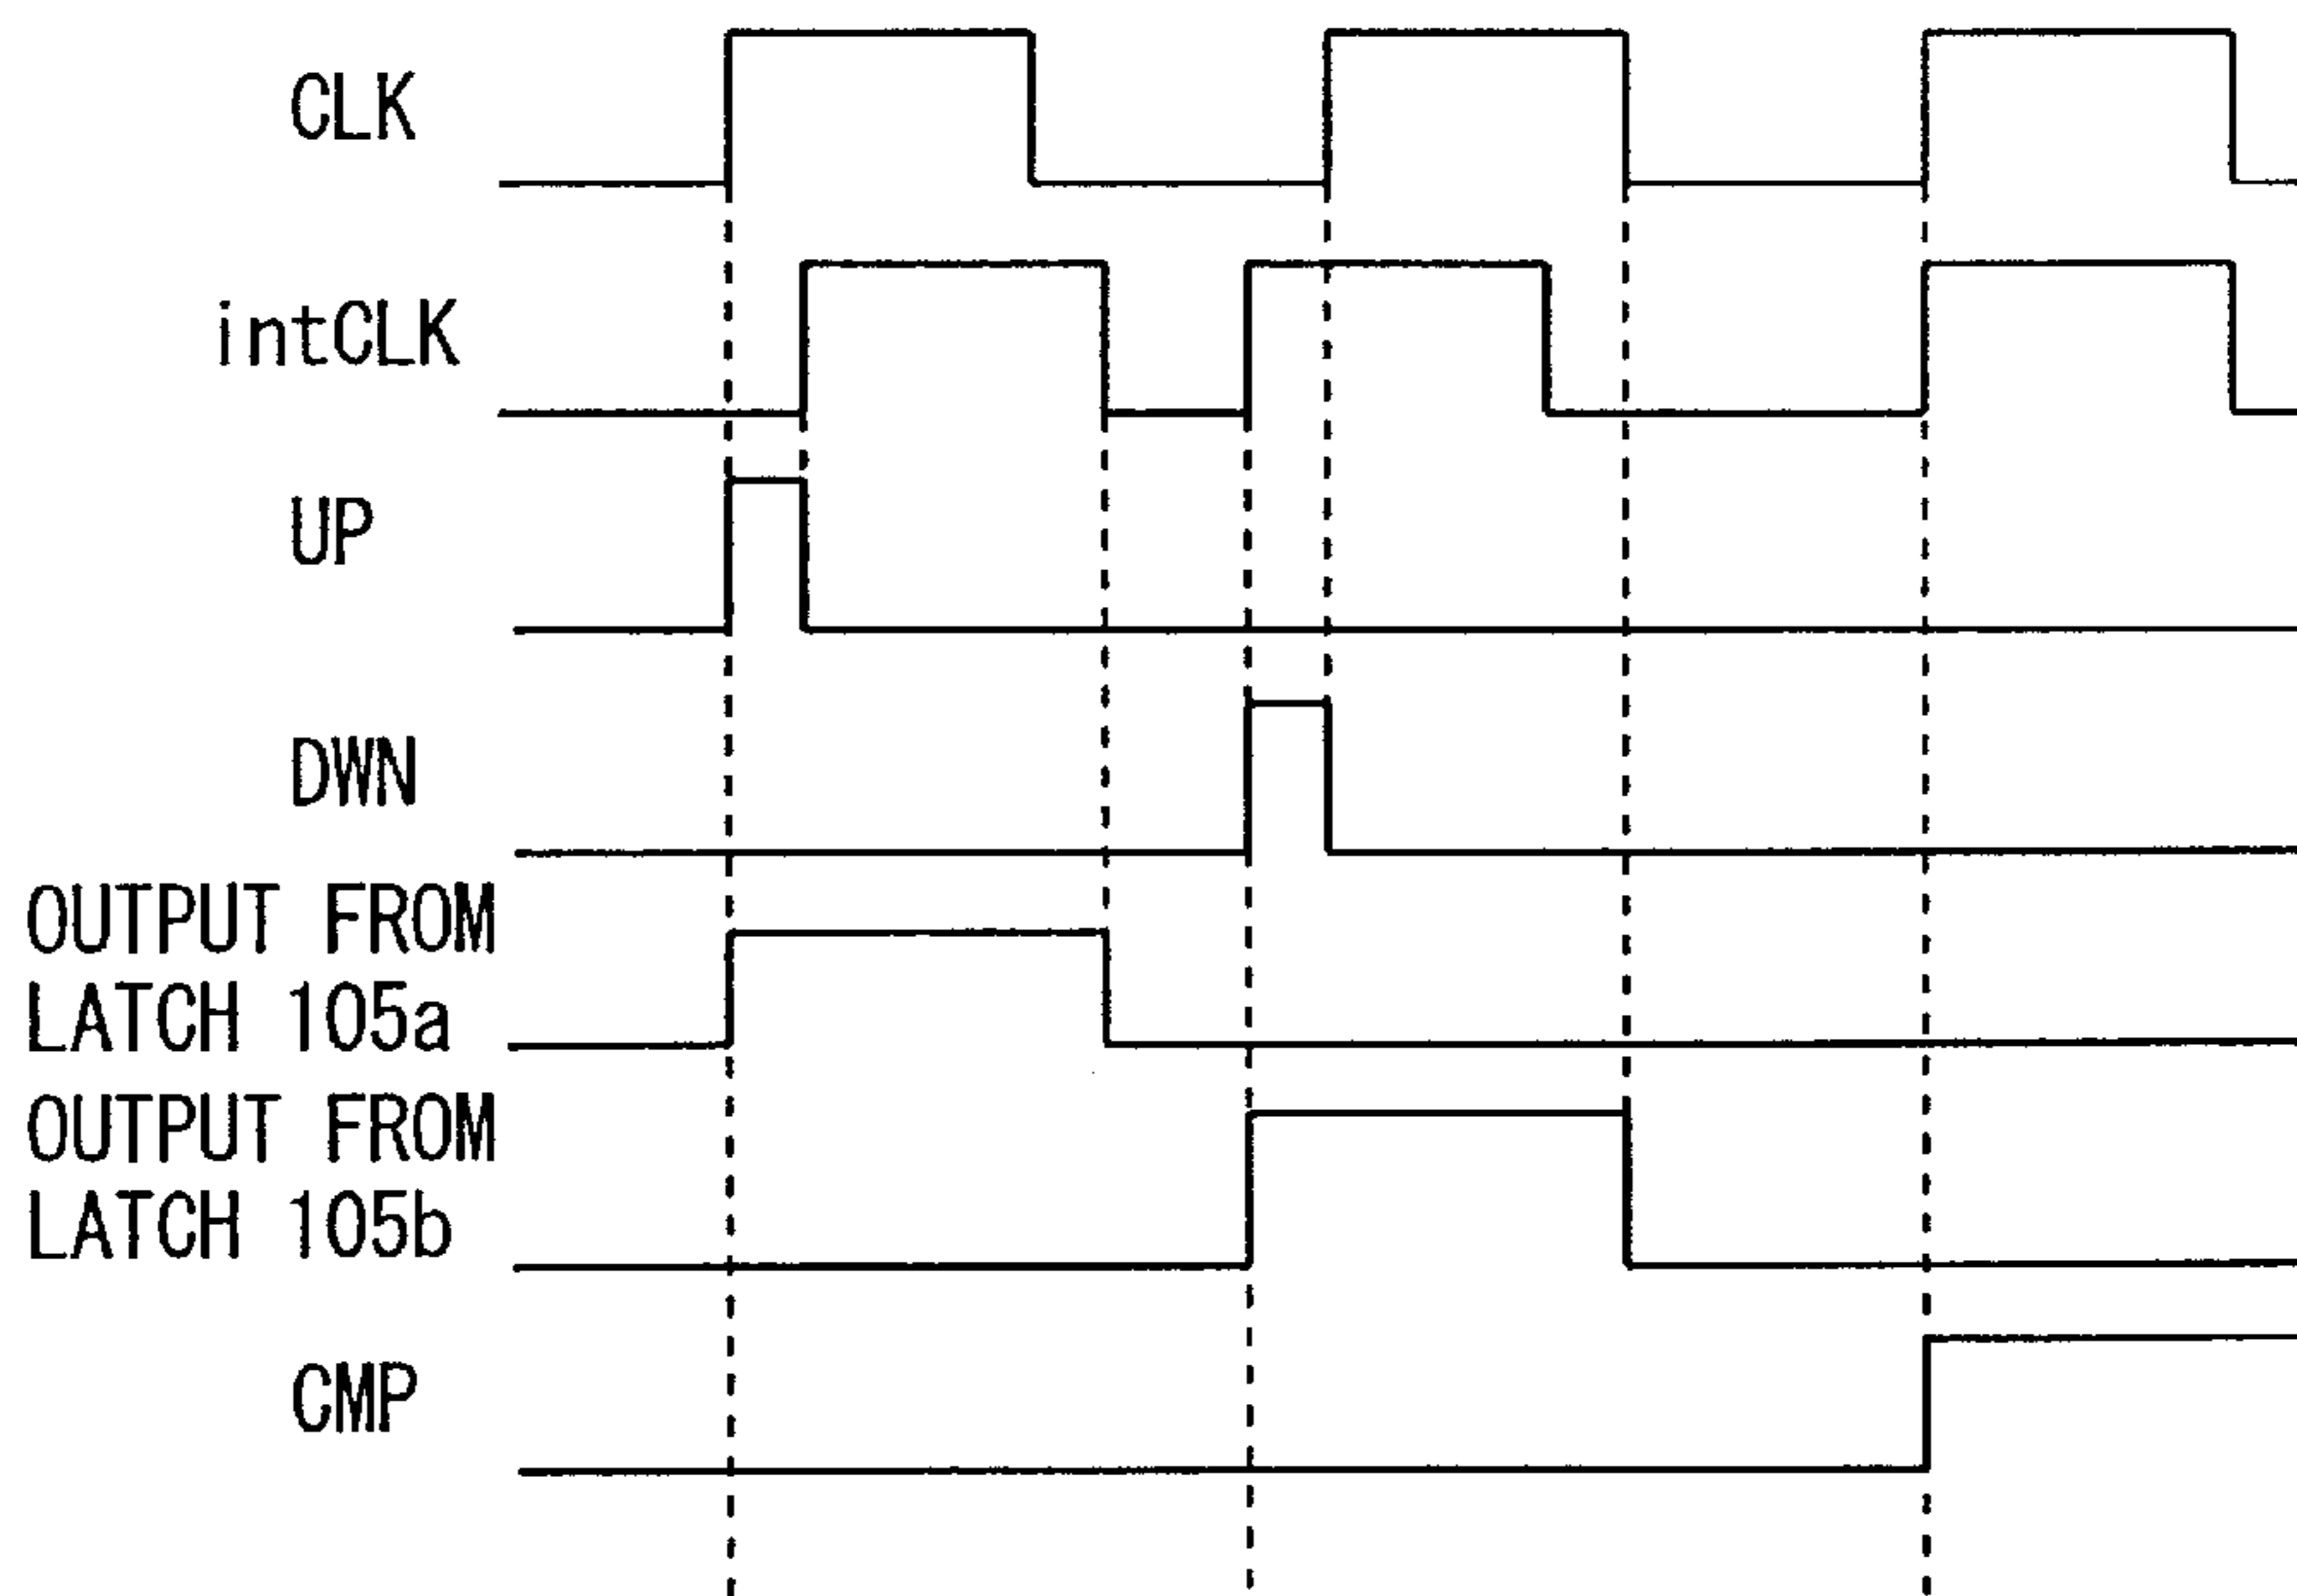 CLK
intCLK
UP
DWN
OUTPUT FROM
LATCH 105a
OUTPUT FROM
LATCH 105b
CMP